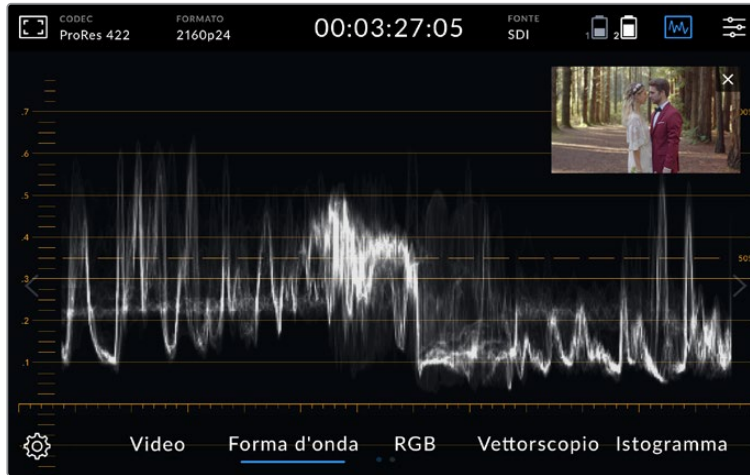 CODEC
ProRes 422
FORMATO
2160p24
00:03:27:05
FONTE
SDI
1
2
.7
.6
.5
.4
.3
.2
.1
Video
Forma d'onda
RGB
Vettorscopio
Istogramma